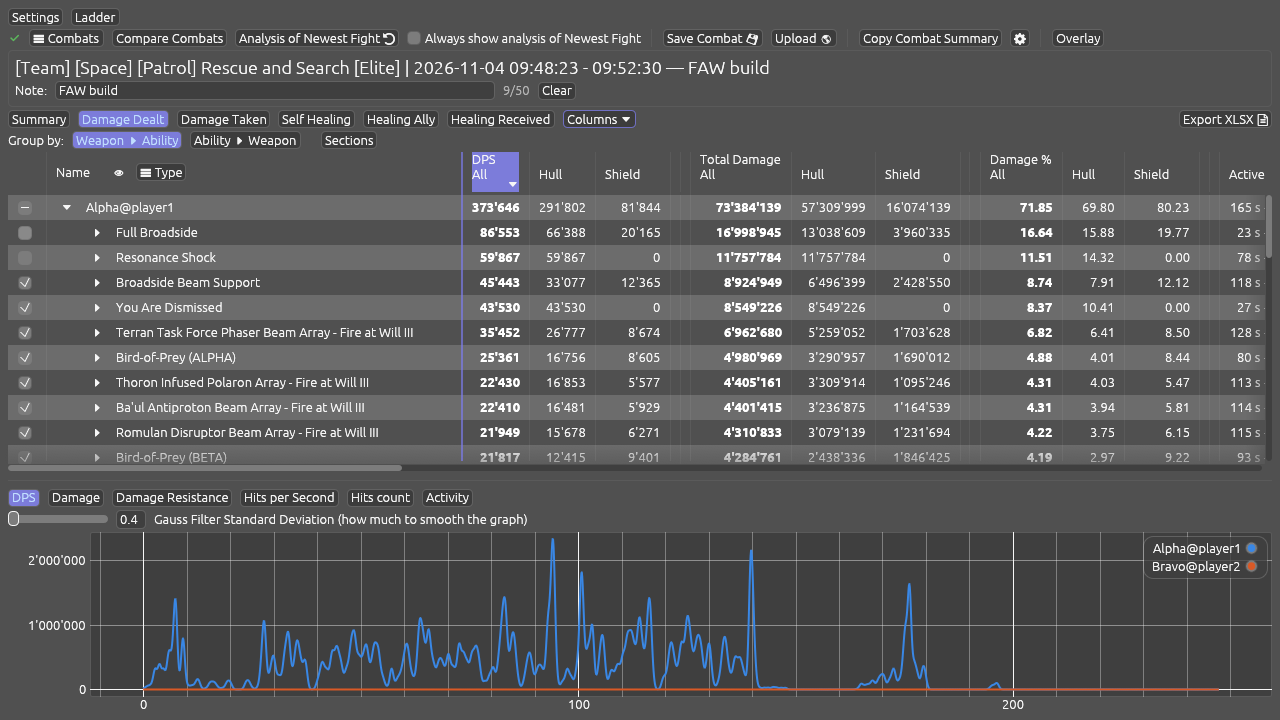 Settings Ladder
Combats Compare Combats Analysis of Newest Fight Always show analysis of Newest Fight Save Combat Upload Copy Combat Summary Overlay
[Team] [Space] [Patrol] Rescue and Search [Elite] | 2026-11-04 09:48:23 - 09:52:30 — FAW build
Note: FAW build 9/50 Clear
Summary Damage Dealt Damage Taken Self Healing Healing Ally Healing Received Columns Export XLSX
Group by: Weapon Ability Ability Weapon Sections
DPS Total Damage Damage %
Name Type All Hull Shield All Hull Shield All Hull Shield Active
Alpha@player1 373'646 291'802 81'844 73'384'139 57'309'999 16'074'139 71.85 69.80 80.23 165 s
Full Broadside 86'553 66'388 20'165 16'998'945 13'038'609 3'960'335 16.64 15.88 19.77 23 s
Resonance Shock 59'867 59'867 0 11'757'784 11'757'784 0 11.51 14.32 0.00 78 s
Broadside Beam Support 45'443 33'077 12'365 8'924'949 6'496'399 2'428'550 8.74 7.91 12.12 118 s
You Are Dismissed 43'530 43'530 0 8'549'226 8'549'226 0 8.37 10.41 0.00 27 s
Terran Task Force Phaser Beam Array - Fire at Will III 35'452 26'777 8'674 6'962'680 5'259'052 1'703'628 6.82 6.41 8.50 128 s
Bird-of-Prey (ALPHA) 25'361 16'756 8'605 4'980'969 3'290'957 1'690'012 4.88 4.01 8.44 80 s
Thoron Infused Polaron Array - Fire at Will III 22'430 16'853 5'577 4'405'161 3'309'914 1'095'246 4.31 4.03 5.47 113 s
Ba'ul Antiproton Beam Array - Fire at Will III 22'410 16'481 5'929 4'401'415 3'236'875 1'164'539 4.31 3.94 5.81 114 s
Romulan Disruptor Beam Array - Fire at Will III 21'949 15'678 6'271 4'310'833 3'079'139 1'231'694 4.22 3.75 6.15 115 s
Bird-of-Prey (BETA) 21'817 12'415 9'401 4'284'761 2'438'336 1'846'425 4.19 2.97 9.22 93 s
DPS Damage Damage Resistance Hits per Second Hits count Activity
0.4 Gauss Filter Standard Deviation (how much to smooth the graph)
Alpha@player1
Bravo@player2
2'000'000
1'000'000
0
0 100 200